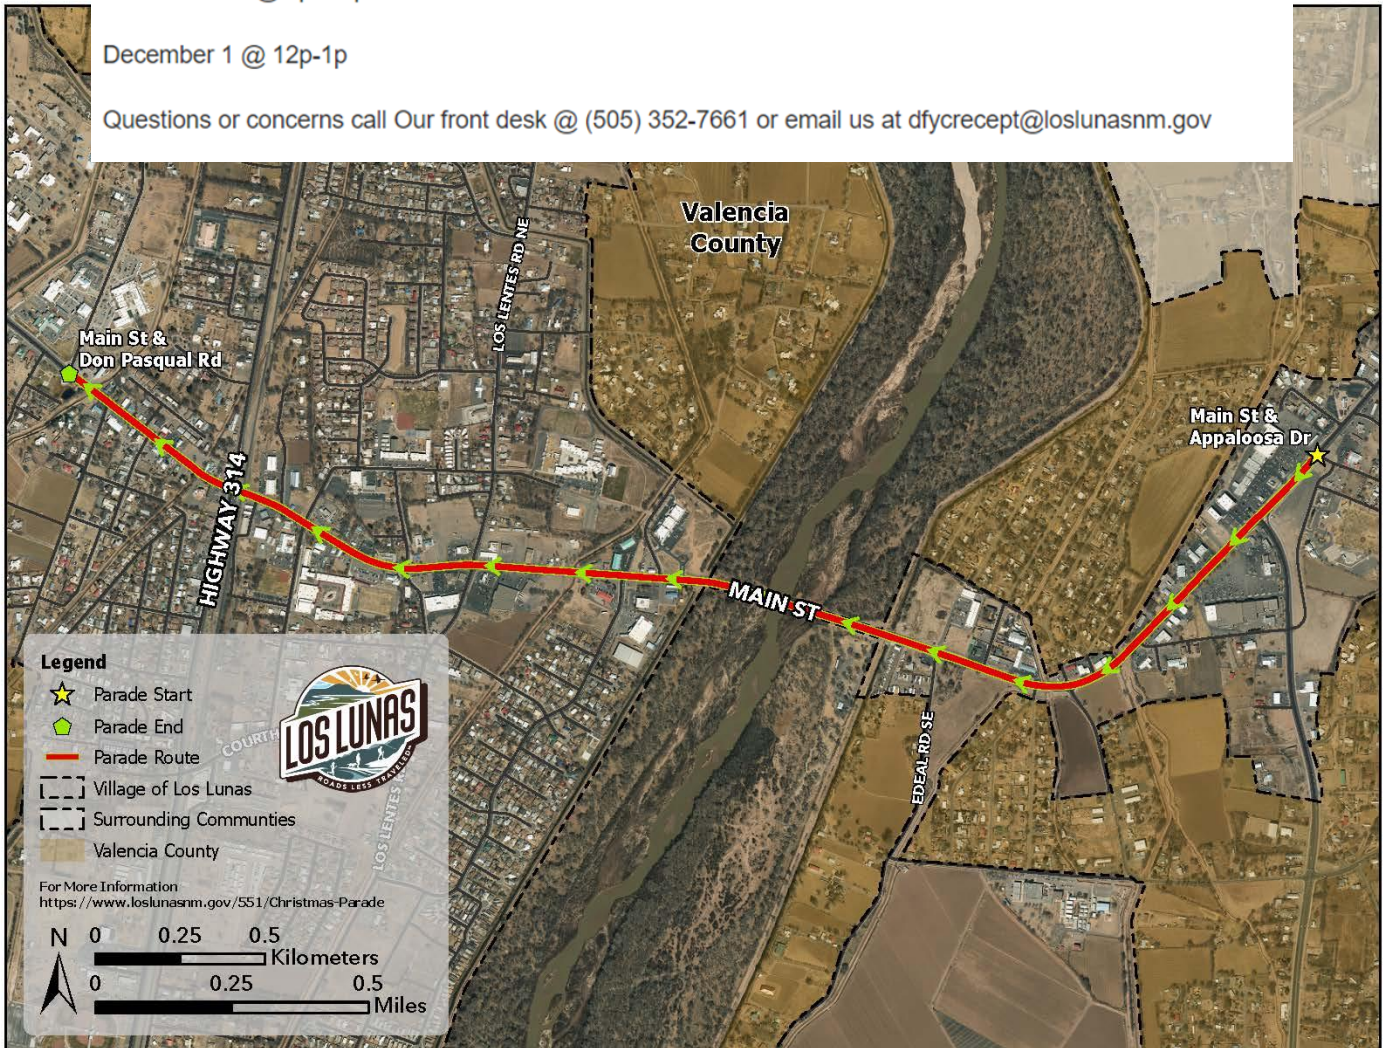 December 1 @ 12p-1p
Questions or concerns call Our front desk @ (505) 352-7661 or email us at dfycrecept@loslunasnm.gov
Valencia
County
LOS LENTES RD NE
Main St &
Don Pasqual Rd
Main St &
Appaloosa Dr
HIGHWAY 314
MAIN ST
EDEAL RD SE
Legend
Parade Start
Parade End
Parade Route
Village of Los Lunas
Surrounding Communties
Valencia County
LOS LUNAS
ROADS LESS TRAVELED
COURTH
LOS LENTES
For More Information
https://www.loslunasnm.gov/551/Christmas-Parade
N
0 0.25 0.5
Kilometers
0 0.25 0.5
Miles